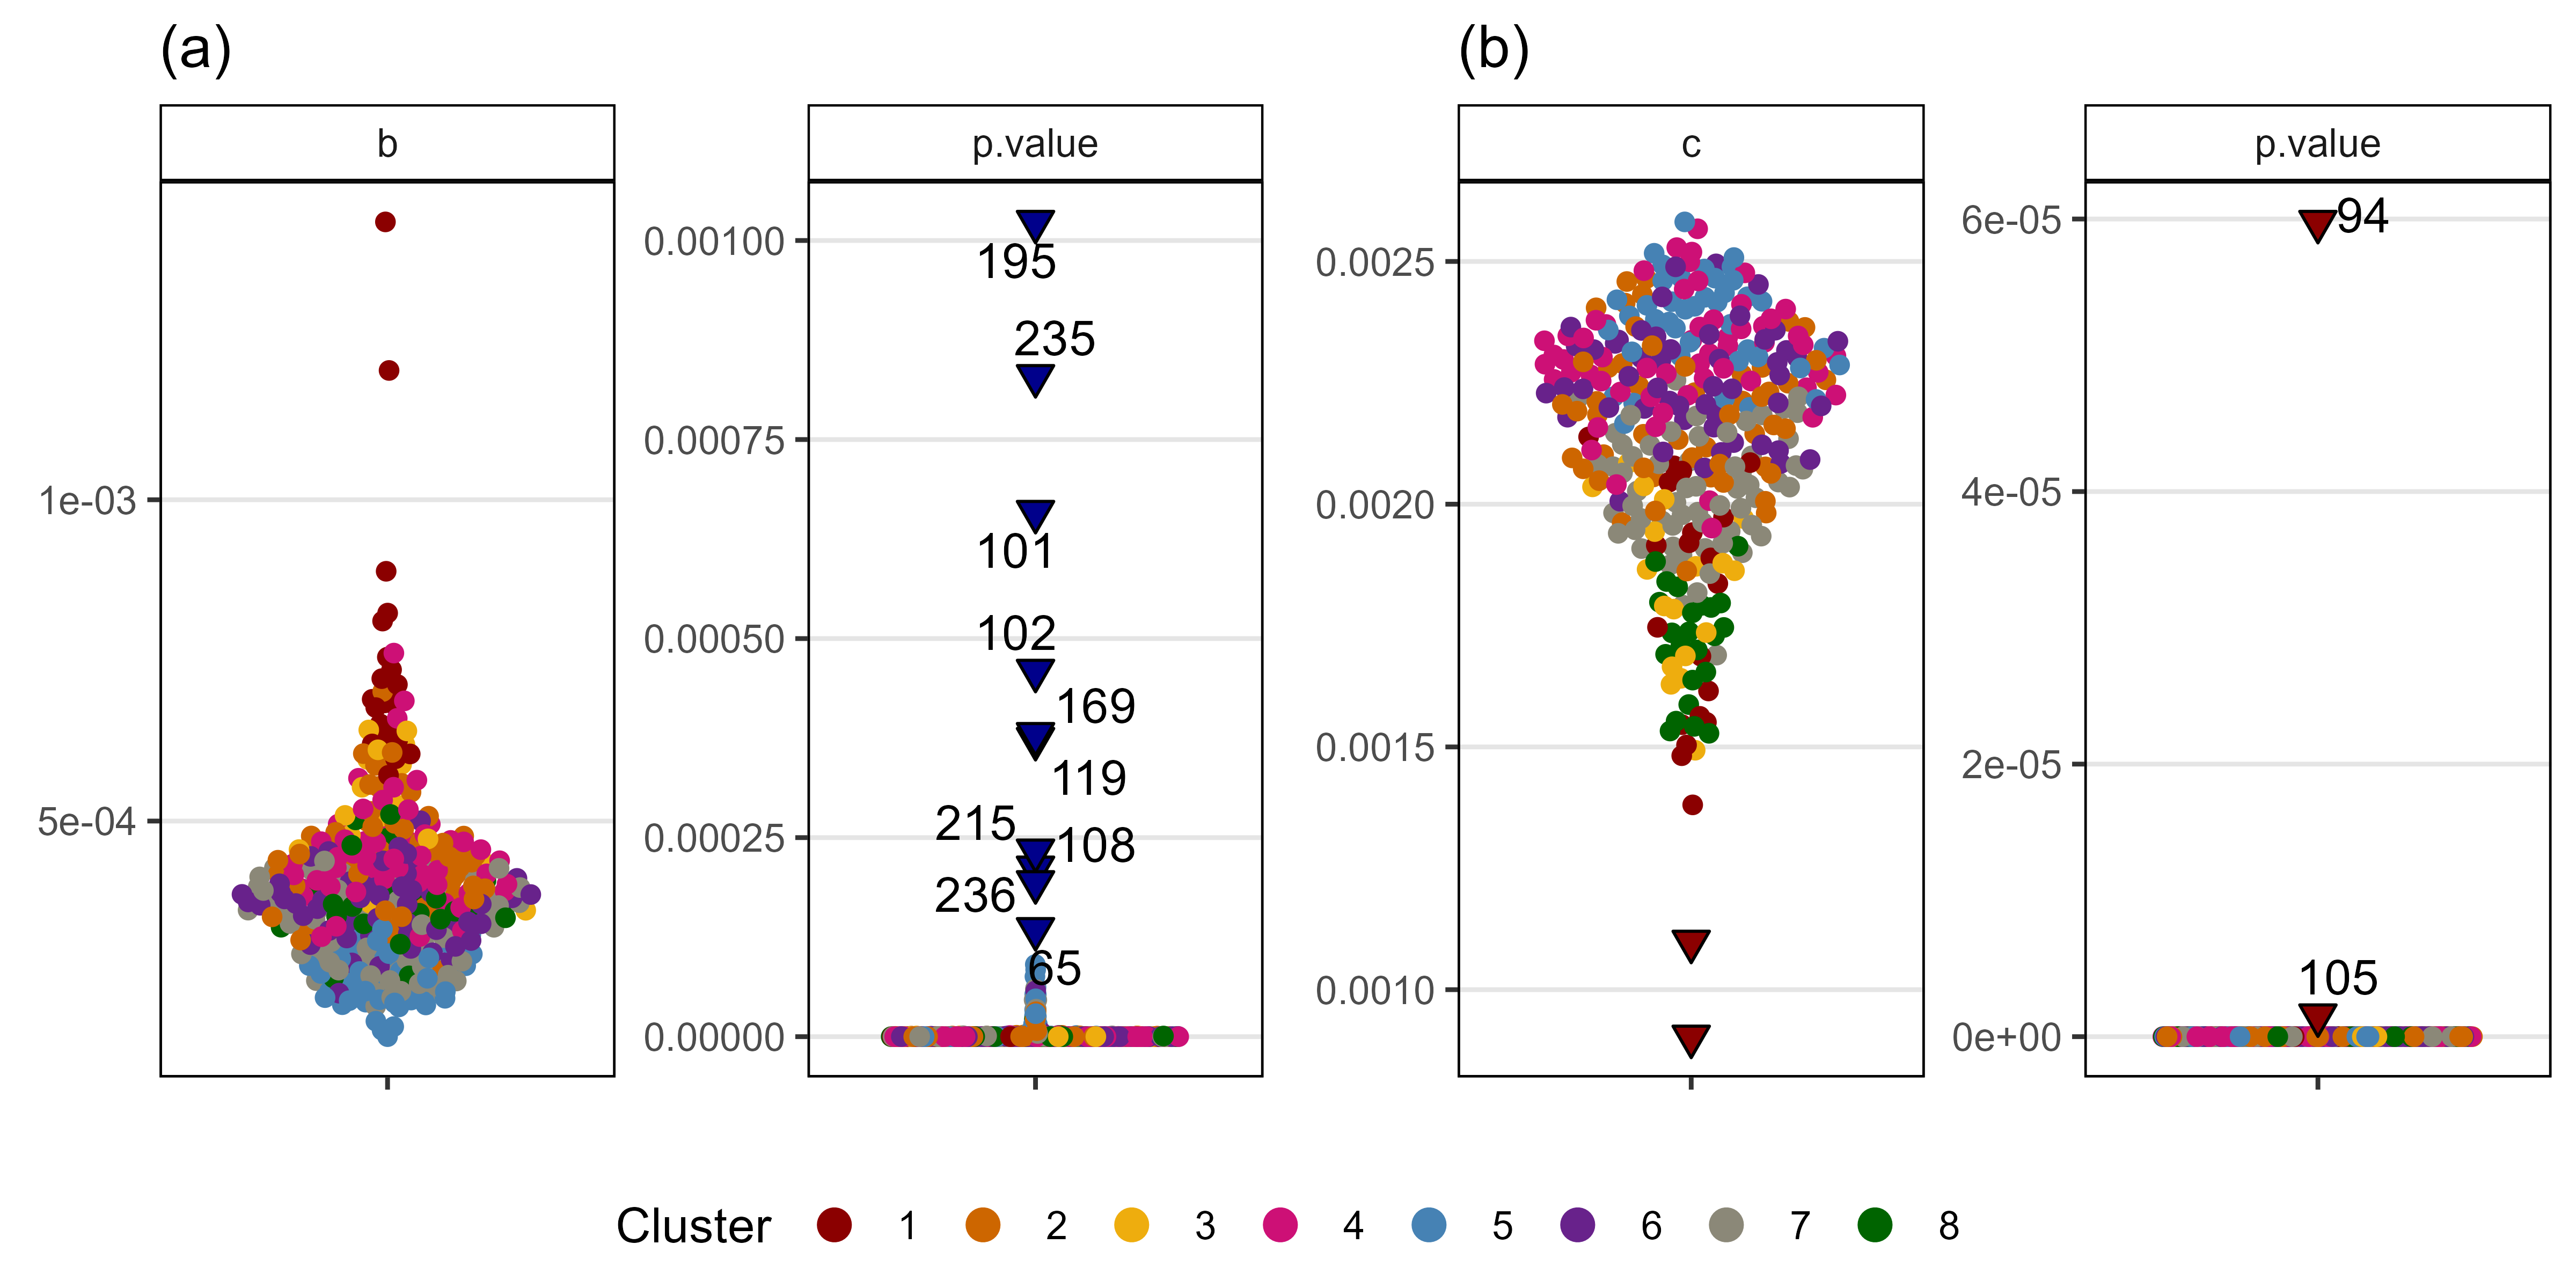 (a)
(b)
b
p.value
c
p.value
1e-03
5e-04
0.00100
0.00075
0.00050
0.00025
0.00000
195
235
101
102
169
119
215
108
236
65
0.0025
0.0020
0.0015
0.0010
6e-05
4e-05
2e-05
0e+00
94
105
Cluster 1 2 3 4 5 6 7 8